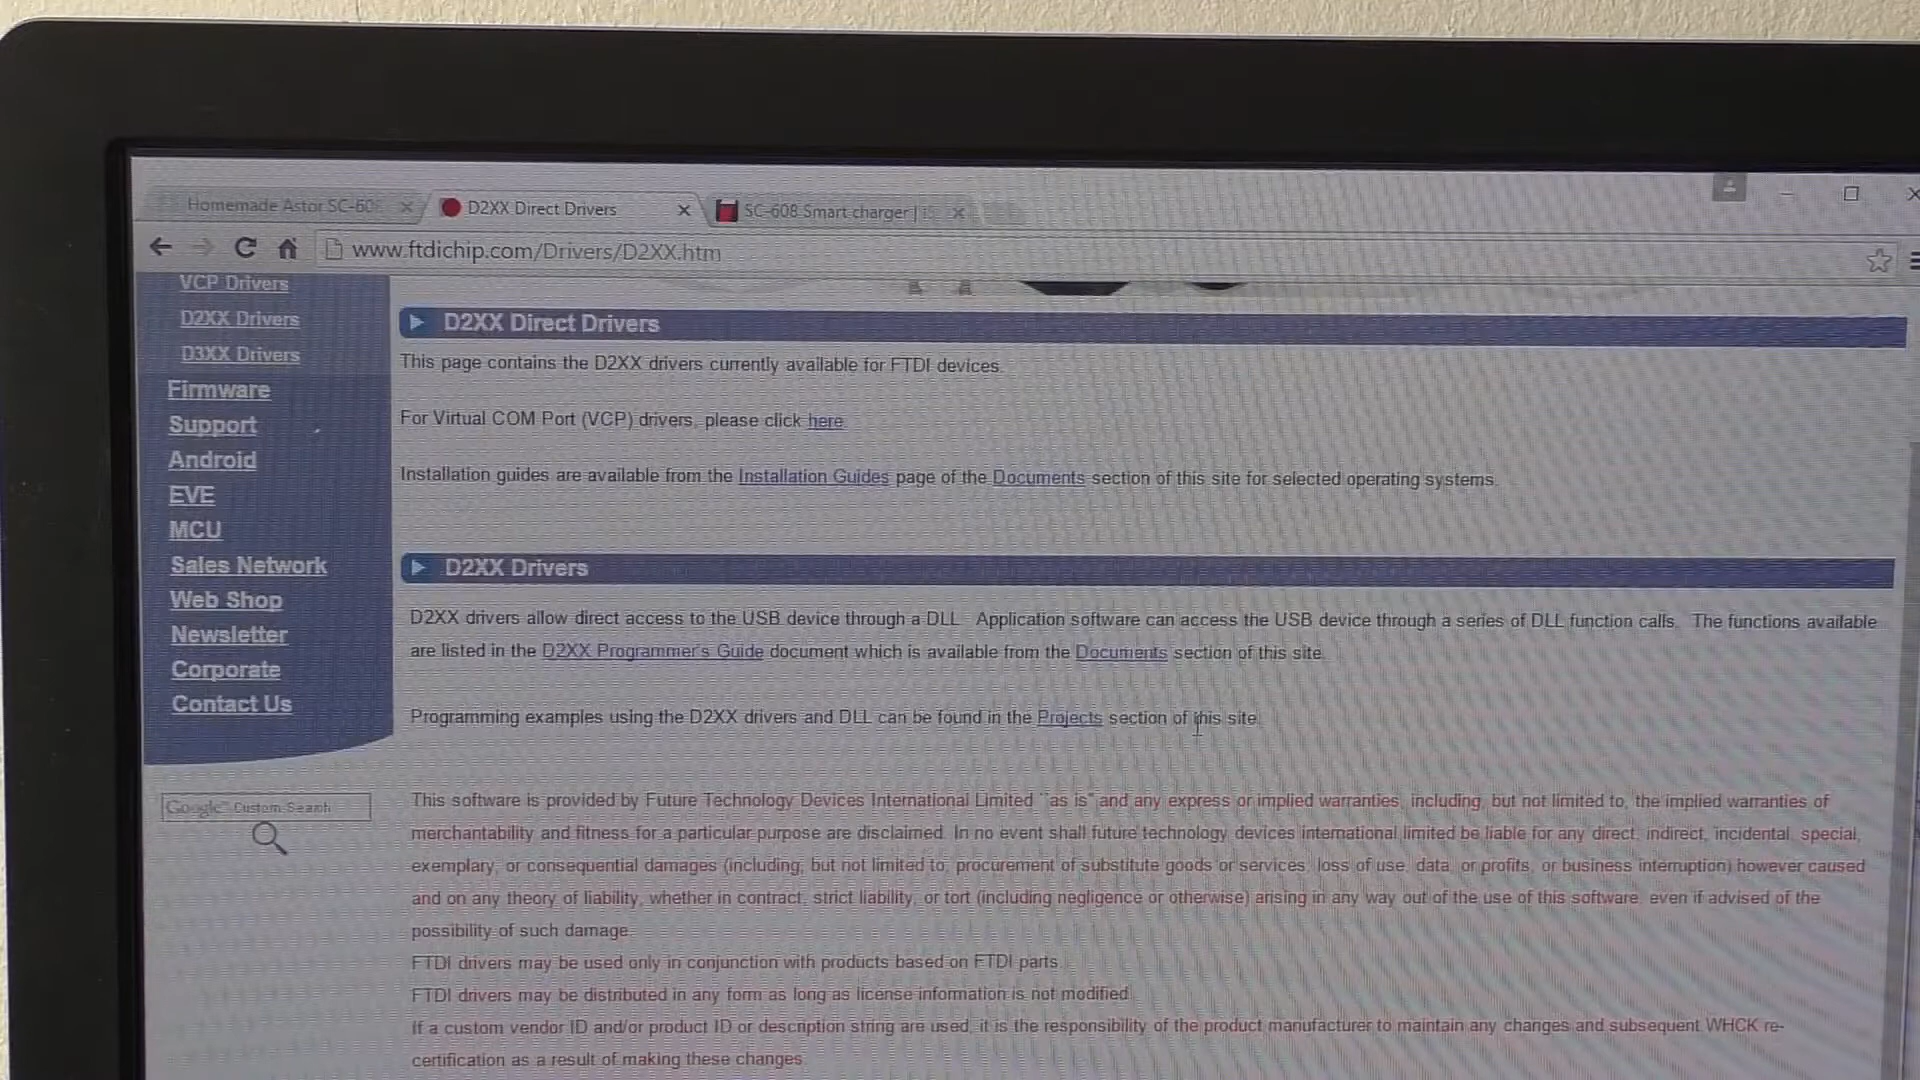 Homemade Astor SC-608
D2XX Direct Drivers
SC-608 Smart charger |
www.ftdichip.com/Drivers/D2XX.htm
VCP Drivers
D2XX Drivers
D3XX Drivers
Firmware
Support
Android
EVE
MCU
Sales Network
Web Shop
Newsletter
Corporate
Contact Us
Google Custom Search
D2XX Direct Drivers
This page contains the D2XX drivers currently available for FTDI devices.
For Virtual COM Port (VCP) drivers, please click here.
Installation guides are available from the Installation Guides page of the Documents section of this site for selected operating systems.
D2XX Drivers
D2XX drivers allow direct access to the USB device through a DLL. Application software can access the USB device through a series of DLL function calls. The functions available
are listed in the D2XX Programmer's Guide document which is available from the Documents section of this site.
Programming examples using the D2XX drivers and DLL can be found in the Projects section of this site.
This software is provided by Future Technology Devices International Limited ``as is'' and any express or implied warranties, including, but not limited to, the implied warranties of
merchantability and fitness for a particular purpose are disclaimed. In no event shall future technology devices international limited be liable for any direct, indirect, incidental, special,
exemplary, or consequential damages (including, but not limited to, procurement of substitute goods or services; loss of use, data, or profits; or business interruption) however caused
and on any theory of liability, whether in contract, strict liability, or tort (including negligence or otherwise) arising in any way out of the use of this software, even if advised of the
possibility of such damage.
FTDI drivers may be used only in conjunction with products based on FTDI parts.
FTDI drivers may be distributed in any form as long as license information is not modified.
If a custom vendor ID and/or product ID or description string are used, it is the responsibility of the product manufacturer to maintain any changes and subsequent WHCK re-
certification as a result of making these changes.